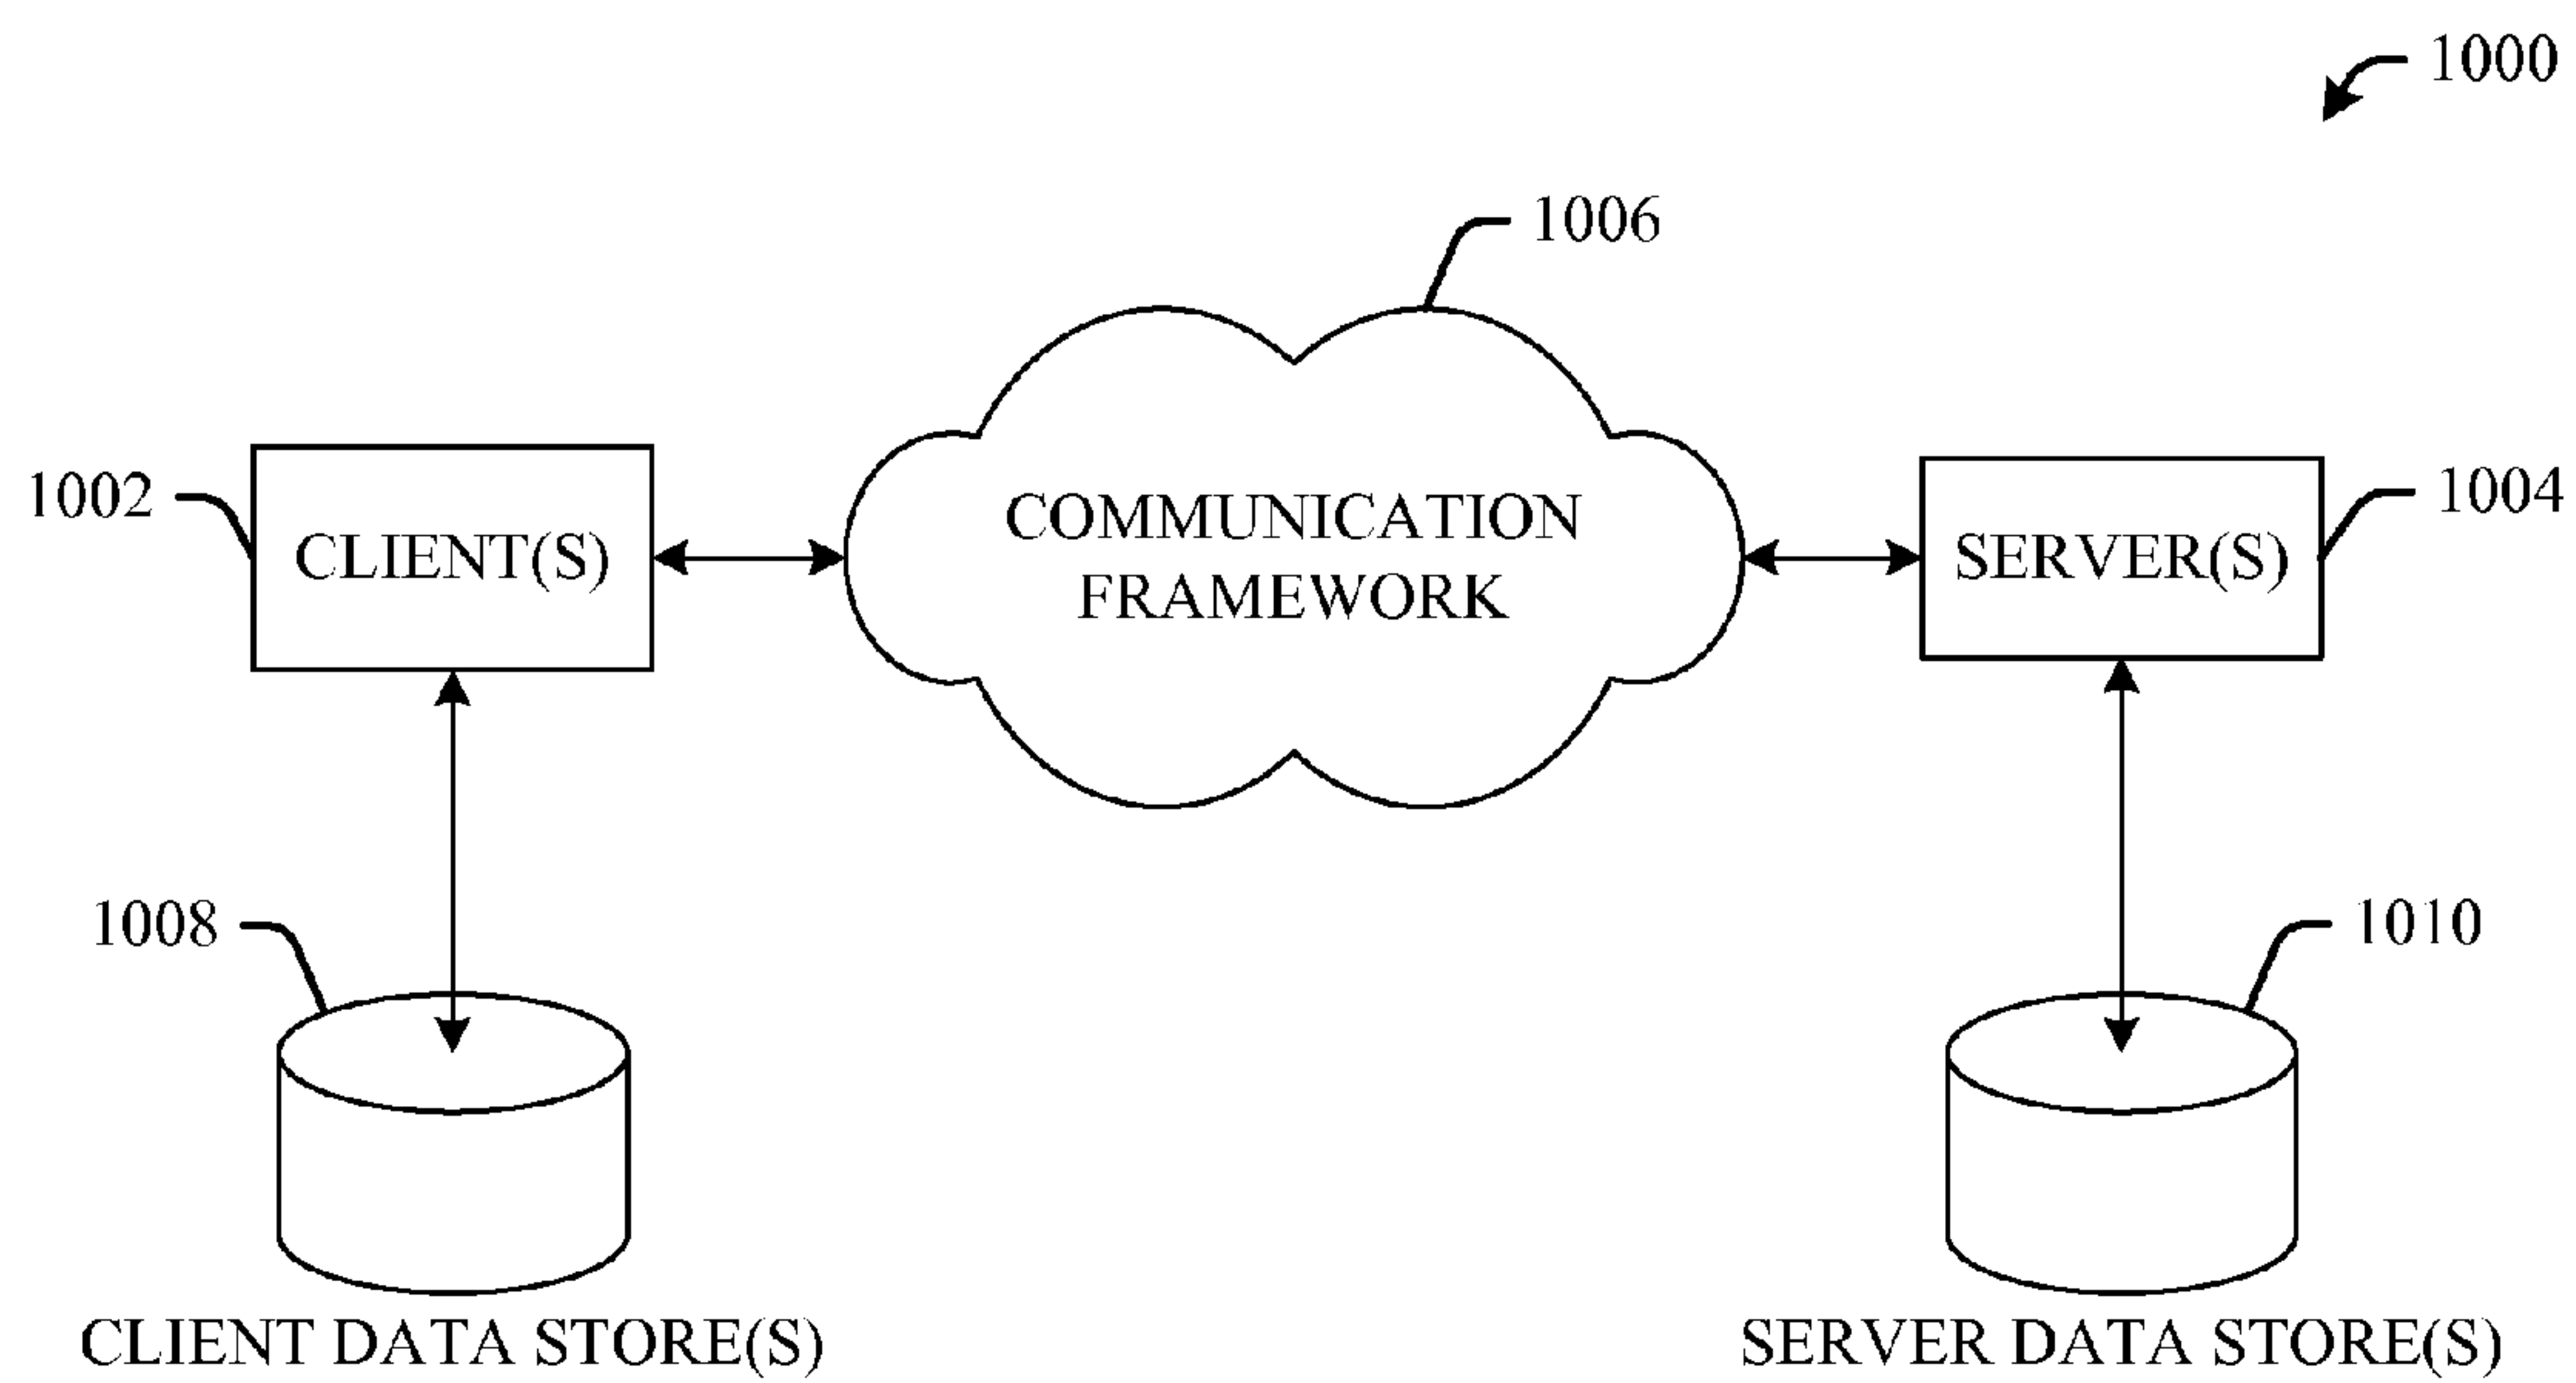 1000
1006
1002
CLIENT(S)
COMMUNICATION
FRAMEWORK
SERVER(S)
1004
1008
1010
CLIENT DATA STORE(S)
SERVER DATA STORE(S)